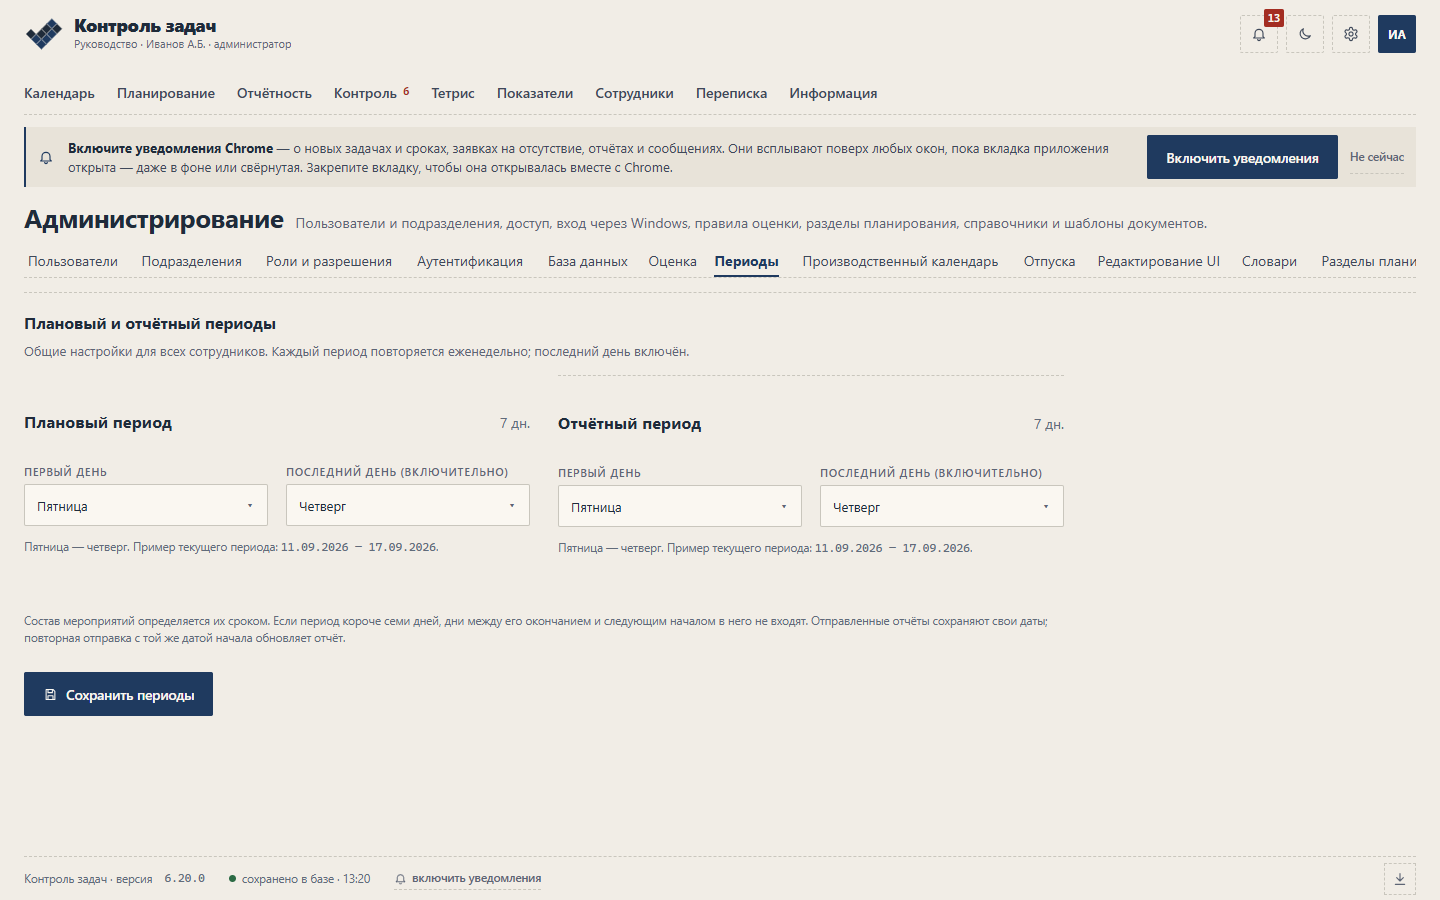 Контроль задач
Руководство · Иванов А.Б. · администратор
13
ИА
Календарь Планирование Отчётность Контроль 6 Тетрис Показатели Сотрудники Переписка Информация
Включите уведомления Chrome — о новых задачах и сроках, заявках на отсутствие, отчётах и сообщениях. Они всплывают поверх любых окон, пока вкладка приложения
открыта — даже в фоне или свёрнутая. Закрепите вкладку, чтобы она открывалась вместе с Chrome.
Включить уведомления
Не сейчас
Администрирование Пользователи и подразделения, доступ, вход через Windows, правила оценки, разделы планирования, справочники и шаблоны документов.
Пользователи Подразделения Роли и разрешения Аутентификация База данных Оценка Периоды Производственный календарь Отпуска Редактирование UI Словари Разделы плани
Плановый и отчётный периоды
Общие настройки для всех сотрудников. Каждый период повторяется еженедельно; последний день включён.
Плановый период 7 дн.
ПЕРВЫЙ ДЕНЬ ПОСЛЕДНИЙ ДЕНЬ (ВКЛЮЧИТЕЛЬНО)
Пятница Четверг
Пятница — четверг. Пример текущего периода: 11.09.2026 — 17.09.2026.
Отчётный период 7 дн.
ПЕРВЫЙ ДЕНЬ ПОСЛЕДНИЙ ДЕНЬ (ВКЛЮЧИТЕЛЬНО)
Пятница Четверг
Пятница — четверг. Пример текущего периода: 11.09.2026 — 17.09.2026.
Состав мероприятий определяется их сроком. Если период короче семи дней, дни между его окончанием и следующим началом в него не входят. Отправленные отчёты сохраняют свои даты;
повторная отправка с той же датой начала обновляет отчёт.
Сохранить периоды
Контроль задач · версия 6.20.0 сохранено в базе · 13:20 включить уведомления